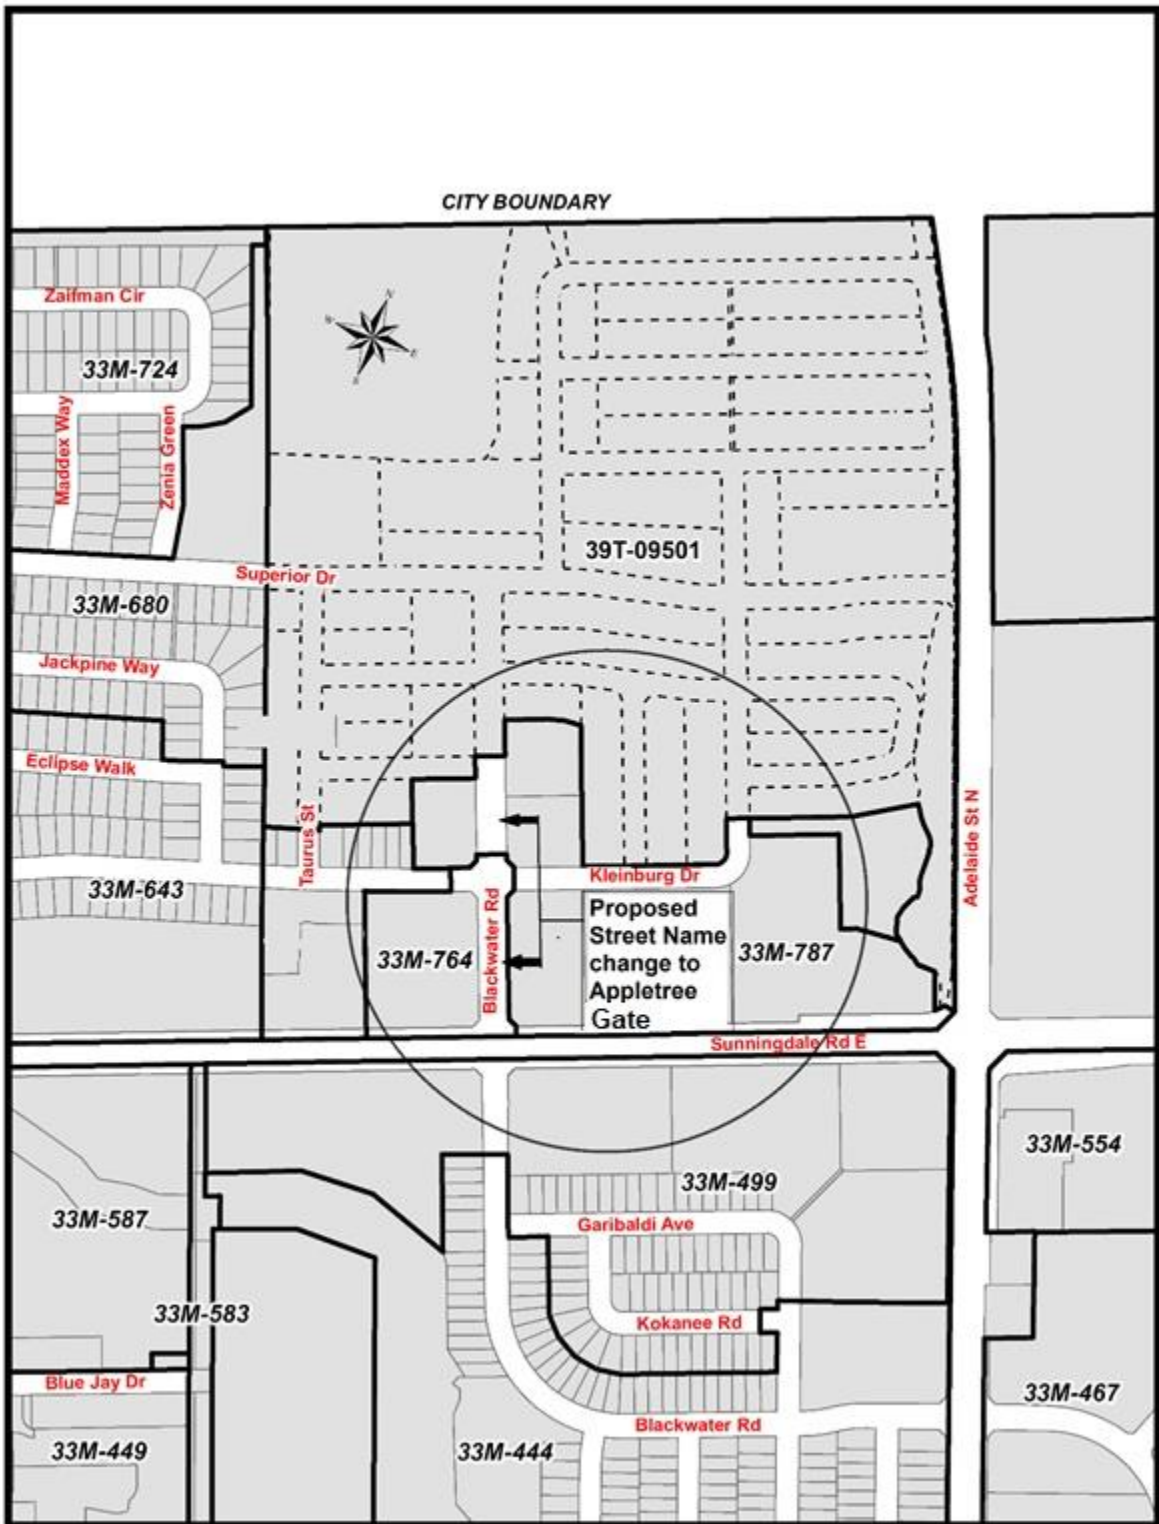 CITY BOUNDARY
Zaifman Cir
33M-724
Maddex Way
Zenia Green
N
W
E
S
39T-09501
Superior Dr
33M-680
Jackpine Way
Eclipse Walk
Taurus St
Adelaide St N
33M-643
Kleinburg Dr
Blackwater Rd
33M-764
Proposed
Street Name
change to
Appletree
Gate
33M-787
Sunningdale Rd E
33M-554
33M-499
33M-587
Garibaldi Ave
33M-583
Kokanee Rd
Blue Jay Dr
33M-467
Blackwater Rd
33M-449
33M-444